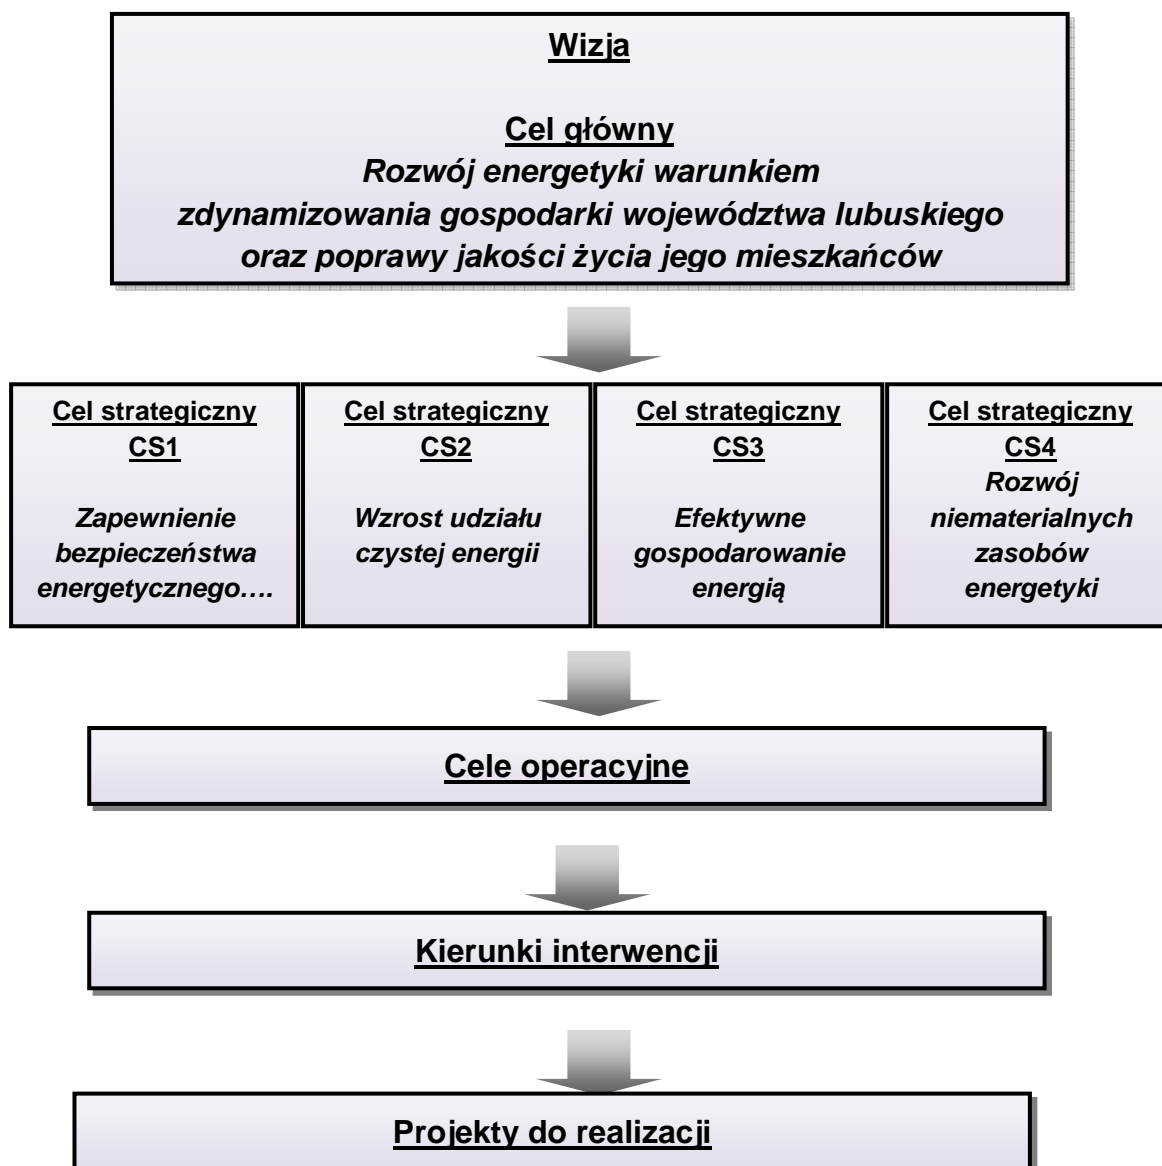 Wizja
Cel główny
Rozwój energetyki warunkiem
zdynamizowania gospodarki województwa lubuskiego
oraz poprawy jakości życia jego mieszkańców
Cel strategiczny
CS1
Zapewnienie
bezpieczeństwa
energetycznego….
Cel strategiczny
CS2
Wzrost udziału
czystej energii
Cel strategiczny
CS3
Efektywne
gospodarowanie
energią
Cel strategiczny
CS4
Rozwój
niematerialnych
zasobów
energetyki
Cele operacyjne
Kierunki interwencji
Projekty do realizacji